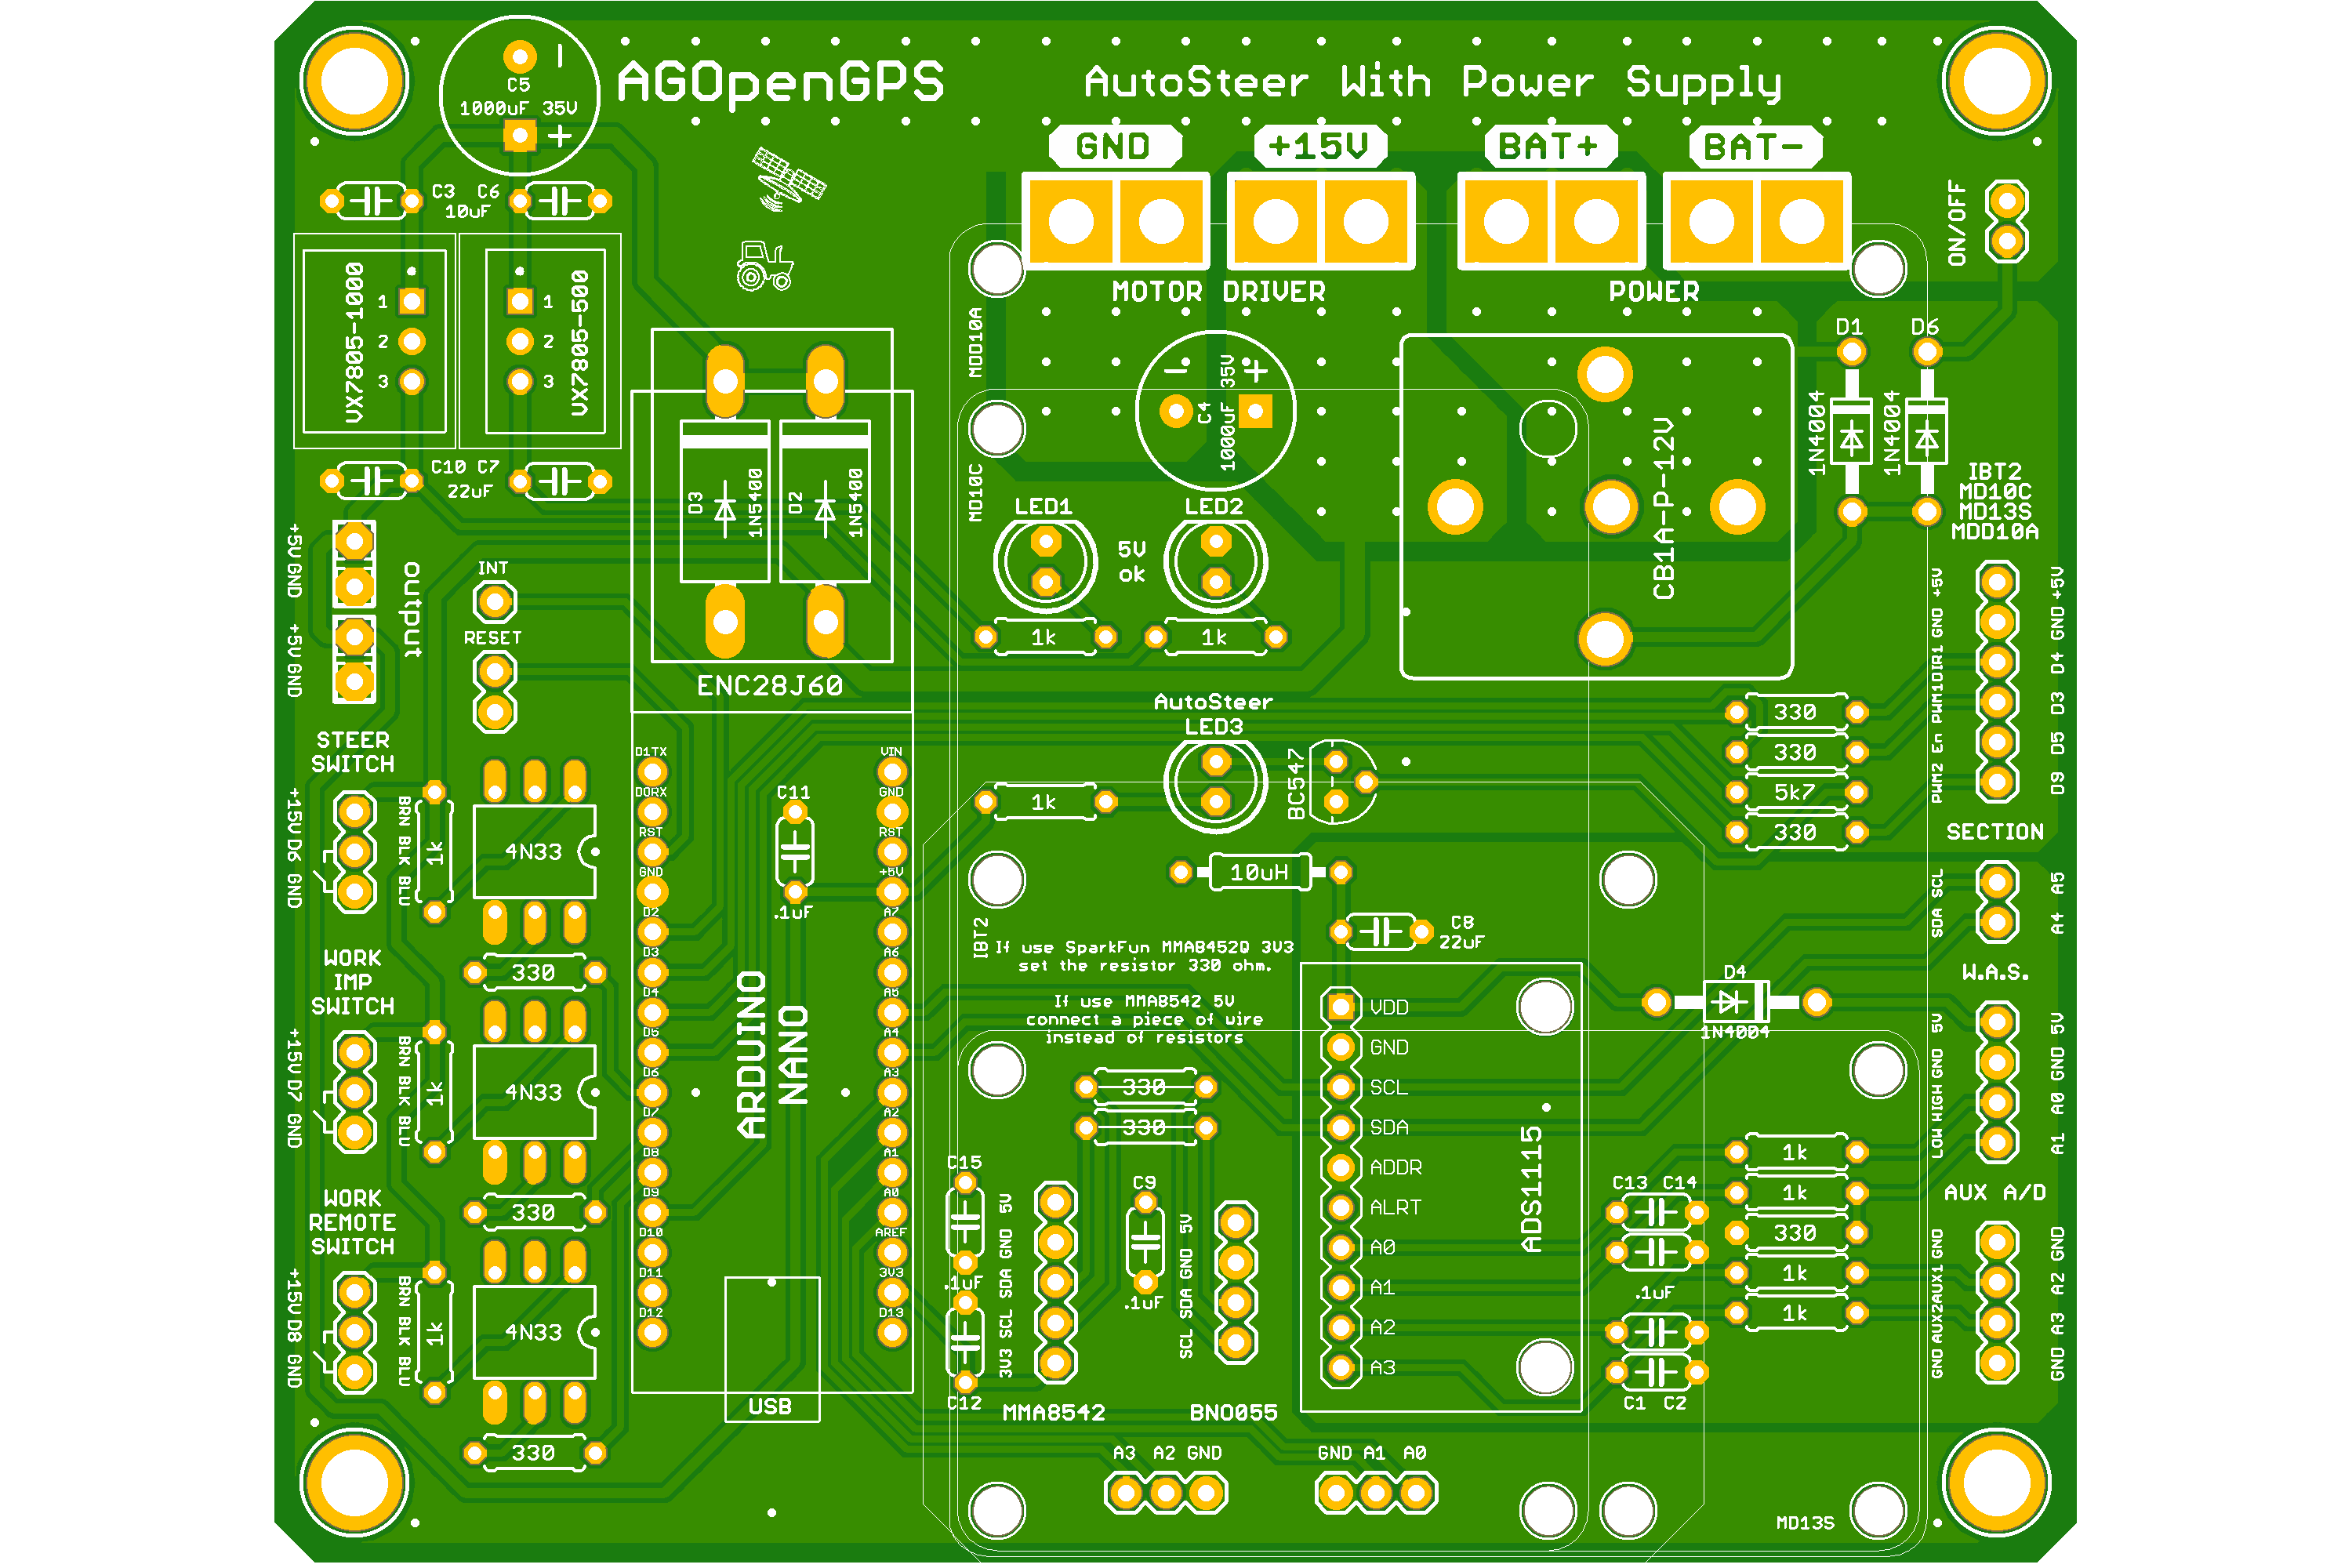 AGOpenGPS
AutoSteer With Power Supply
C5
1000uF 35V
GND
+15V
BAT+
BAT-
C3 C6
10uF
ON/OFF
MOTOR DRIVER
POWER
VX7805-1000
1
2
3
VX7805-500
1
2
3
MDD10A
C4
1000uF 35V
D1
D6
1N4004
1N4004
CB1A-P-12V
C10 C7
22uF
D3
1N5400
D2
1N5400
MD10C
LED1
LED2
5V
ok
1k
1k
IBT2
MD10C
MD13S
MDD10A
+5V GND
+5V GND
output
INT
RESET
ENC28J60
AutoSteer
LED3
BC547
1k
330
330
5k7
330
PWM2 En PWM1 DIR1 GND +5V
D9 D5 D3 D4 GND +5V
STEER
SWITCH
+15V D6 GND
BRN BLK BLU
1k
4N33
330
D1TX
D0RX
RST
GND
D2
D3
D4
D5
D6
D7
D8
D9
D10
D11
D12
VIN
GND
RST
+5V
A7
A6
A5
A4
A3
A2
A1
A0
AREF
3V3
D13
C11
.1uF
ARDUINO
NANO
USB
10uH
C8
22uF
IBT2
If use SparkFun MMA8452Q 3V3
set the resistor 330 ohm.
If use MMA8542 5V
connect a piece of wire
instead of resistors
330
330
SECTION
SDA SCL
A4 A5
W.A.S.
D4
1N4004
LOW HIGH GND 5V
A1 A0 GND 5V
WORK
IMP
SWITCH
+15V D7 GND
BRN BLK BLU
1k
4N33
330
VDD
GND
SCL
SDA
ADDR
ALRT
A0
A1
A2
A3
ADS1115
WORK
REMOTE
SWITCH
+15V D8 GND
BRN BLK BLU
1k
4N33
330
C15
.1uF
C12
3V3 SCL SDA GND 5V
C9
.1uF
SCL SDA GND 5V
MMA8542
BNO055
C13 C14
.1uF
C1 C2
1k
1k
330
1k
1k
AUX A/D
GND AUX2 AUX1 GND
GND A3 A2 GND
A3 A2 GND
GND A1 A0
MD13S